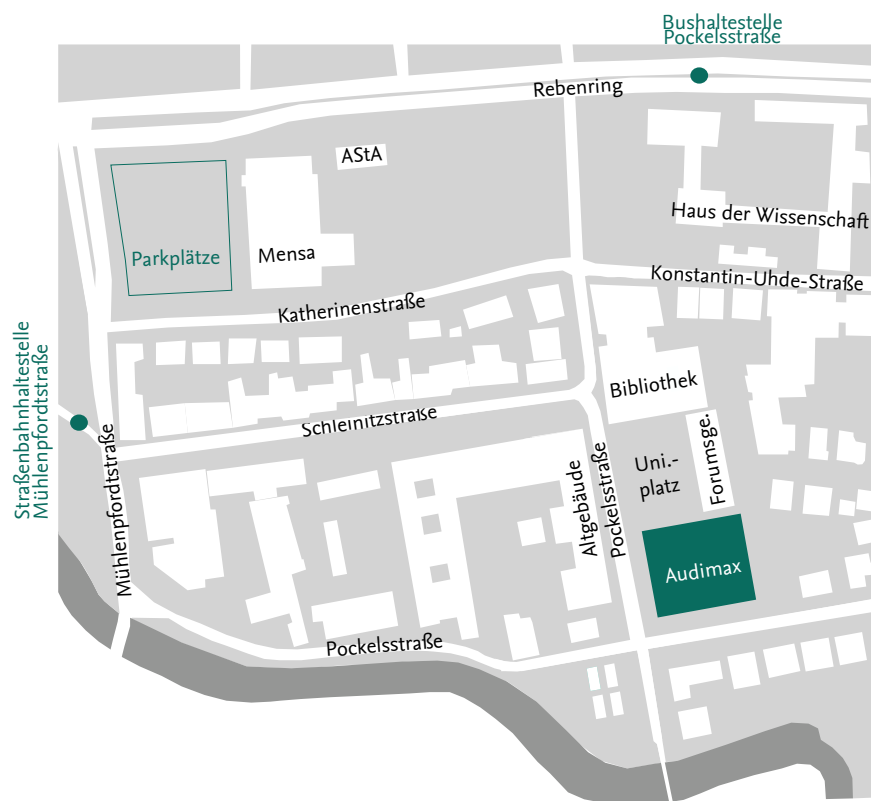 Bushaltestelle
Pockelsstraße
Rebenring
AStA
Haus der Wissenschaft
Parkplätze
Mensa
Konstantin-Uhde-Straße
Katherinenstraße
Straßenbahnhaltestelle
Mühlenpfordtstraße
Bibliothek
Schleinitzstraße
Mühlenpfordtstraße
Altgebäude
Pockelsstraße
Uni.-
platz
Forumsge.
Audimax
Pockelsstraße